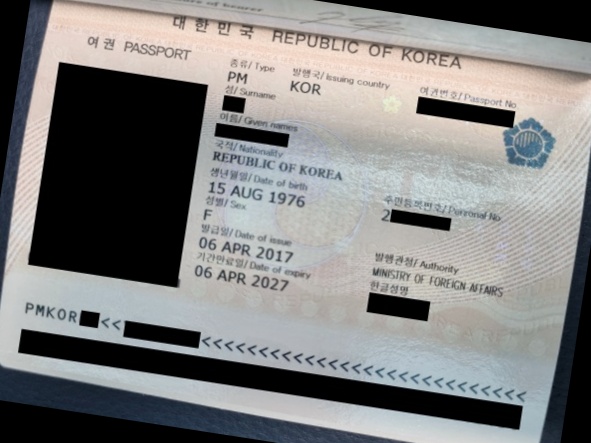 대한민국 REPUBLIC OF KOREA
여권 PASSPORT
종류/ Type
발행국/ Issuing country
여권번호/ Passport No
PM
KOR
성/ Surname
이름/ Given names
국적/ Nationality
REPUBLIC OF KOREA
생년월일/ Date of birth
15 AUG 1976
주민등록번호/ Personal No
2
성별/ Sex
F
발급일/ Date of issue
06 APR 2017
발행관청/ Authority
MINISTRY OF FOREIGN AFFAIRS
기간만료일/ Date of expiry
06 APR 2027
한글성명
PMKOR <<  <<<<<<<<<<<<<<<<<<<<<<<<<<<<<